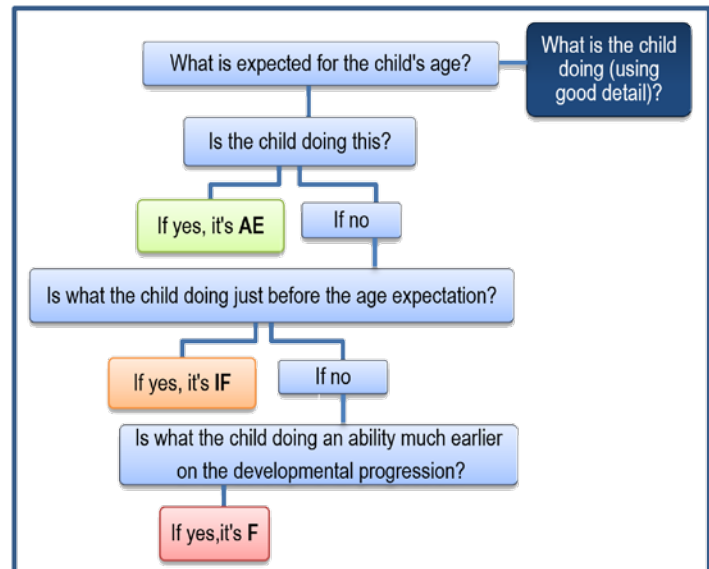 What is expected for the child's age?
What is the child
doing (using
good detail)?
Is the child doing this?
If yes, it's AE
If no
Is what the child doing just before the age expectation?
If yes, it's IF
If no
Is what the child doing an ability much earlier
on the developmental progression?
If yes,it's F